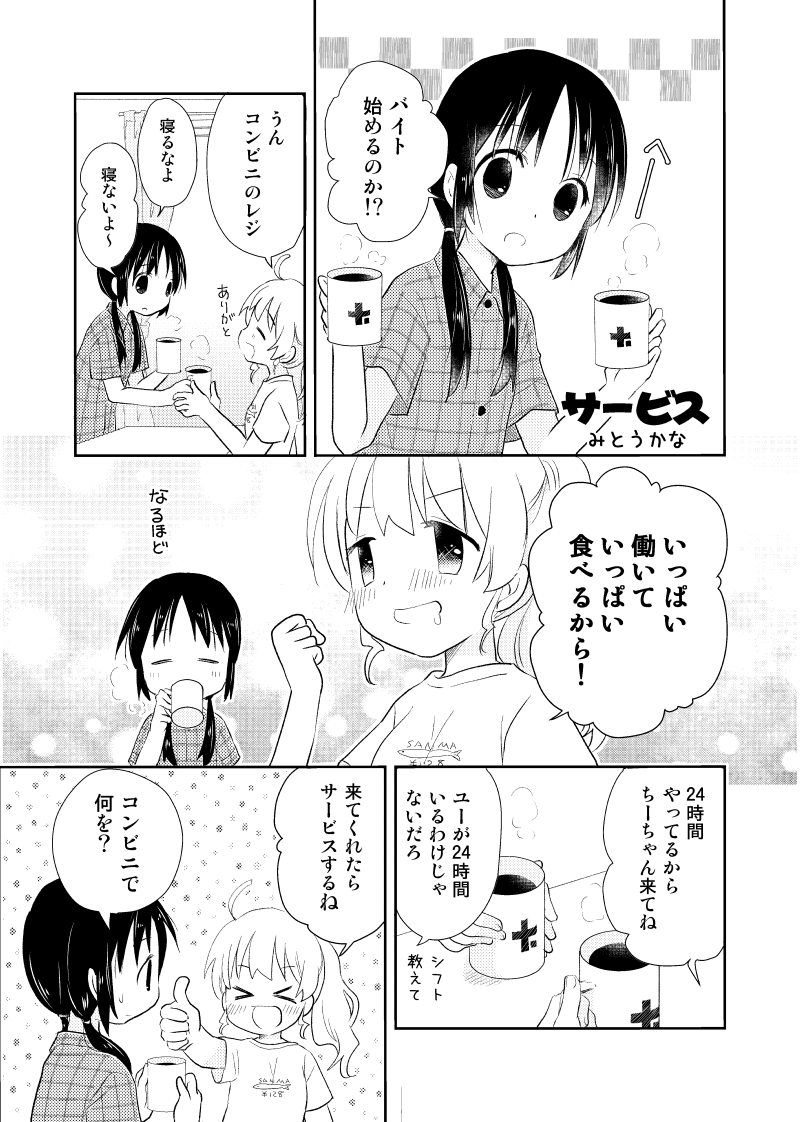 バイト
始めるのか!?
へー
サービス
みとうかな
うん
コンビニのレジ
寝るなよ
寝ないよ～
ありがと
いっぱい
働いて
いっぱい
食べるから！
なるほど
SANMA
¥128
24時間
やってるから
ちーちゃん来てね
ユーが24時間
いるわけじゃ
ないだろ
シフト
教えて
来てくれたら
サービスするね
コンビニで
何を？
SANMA
¥128